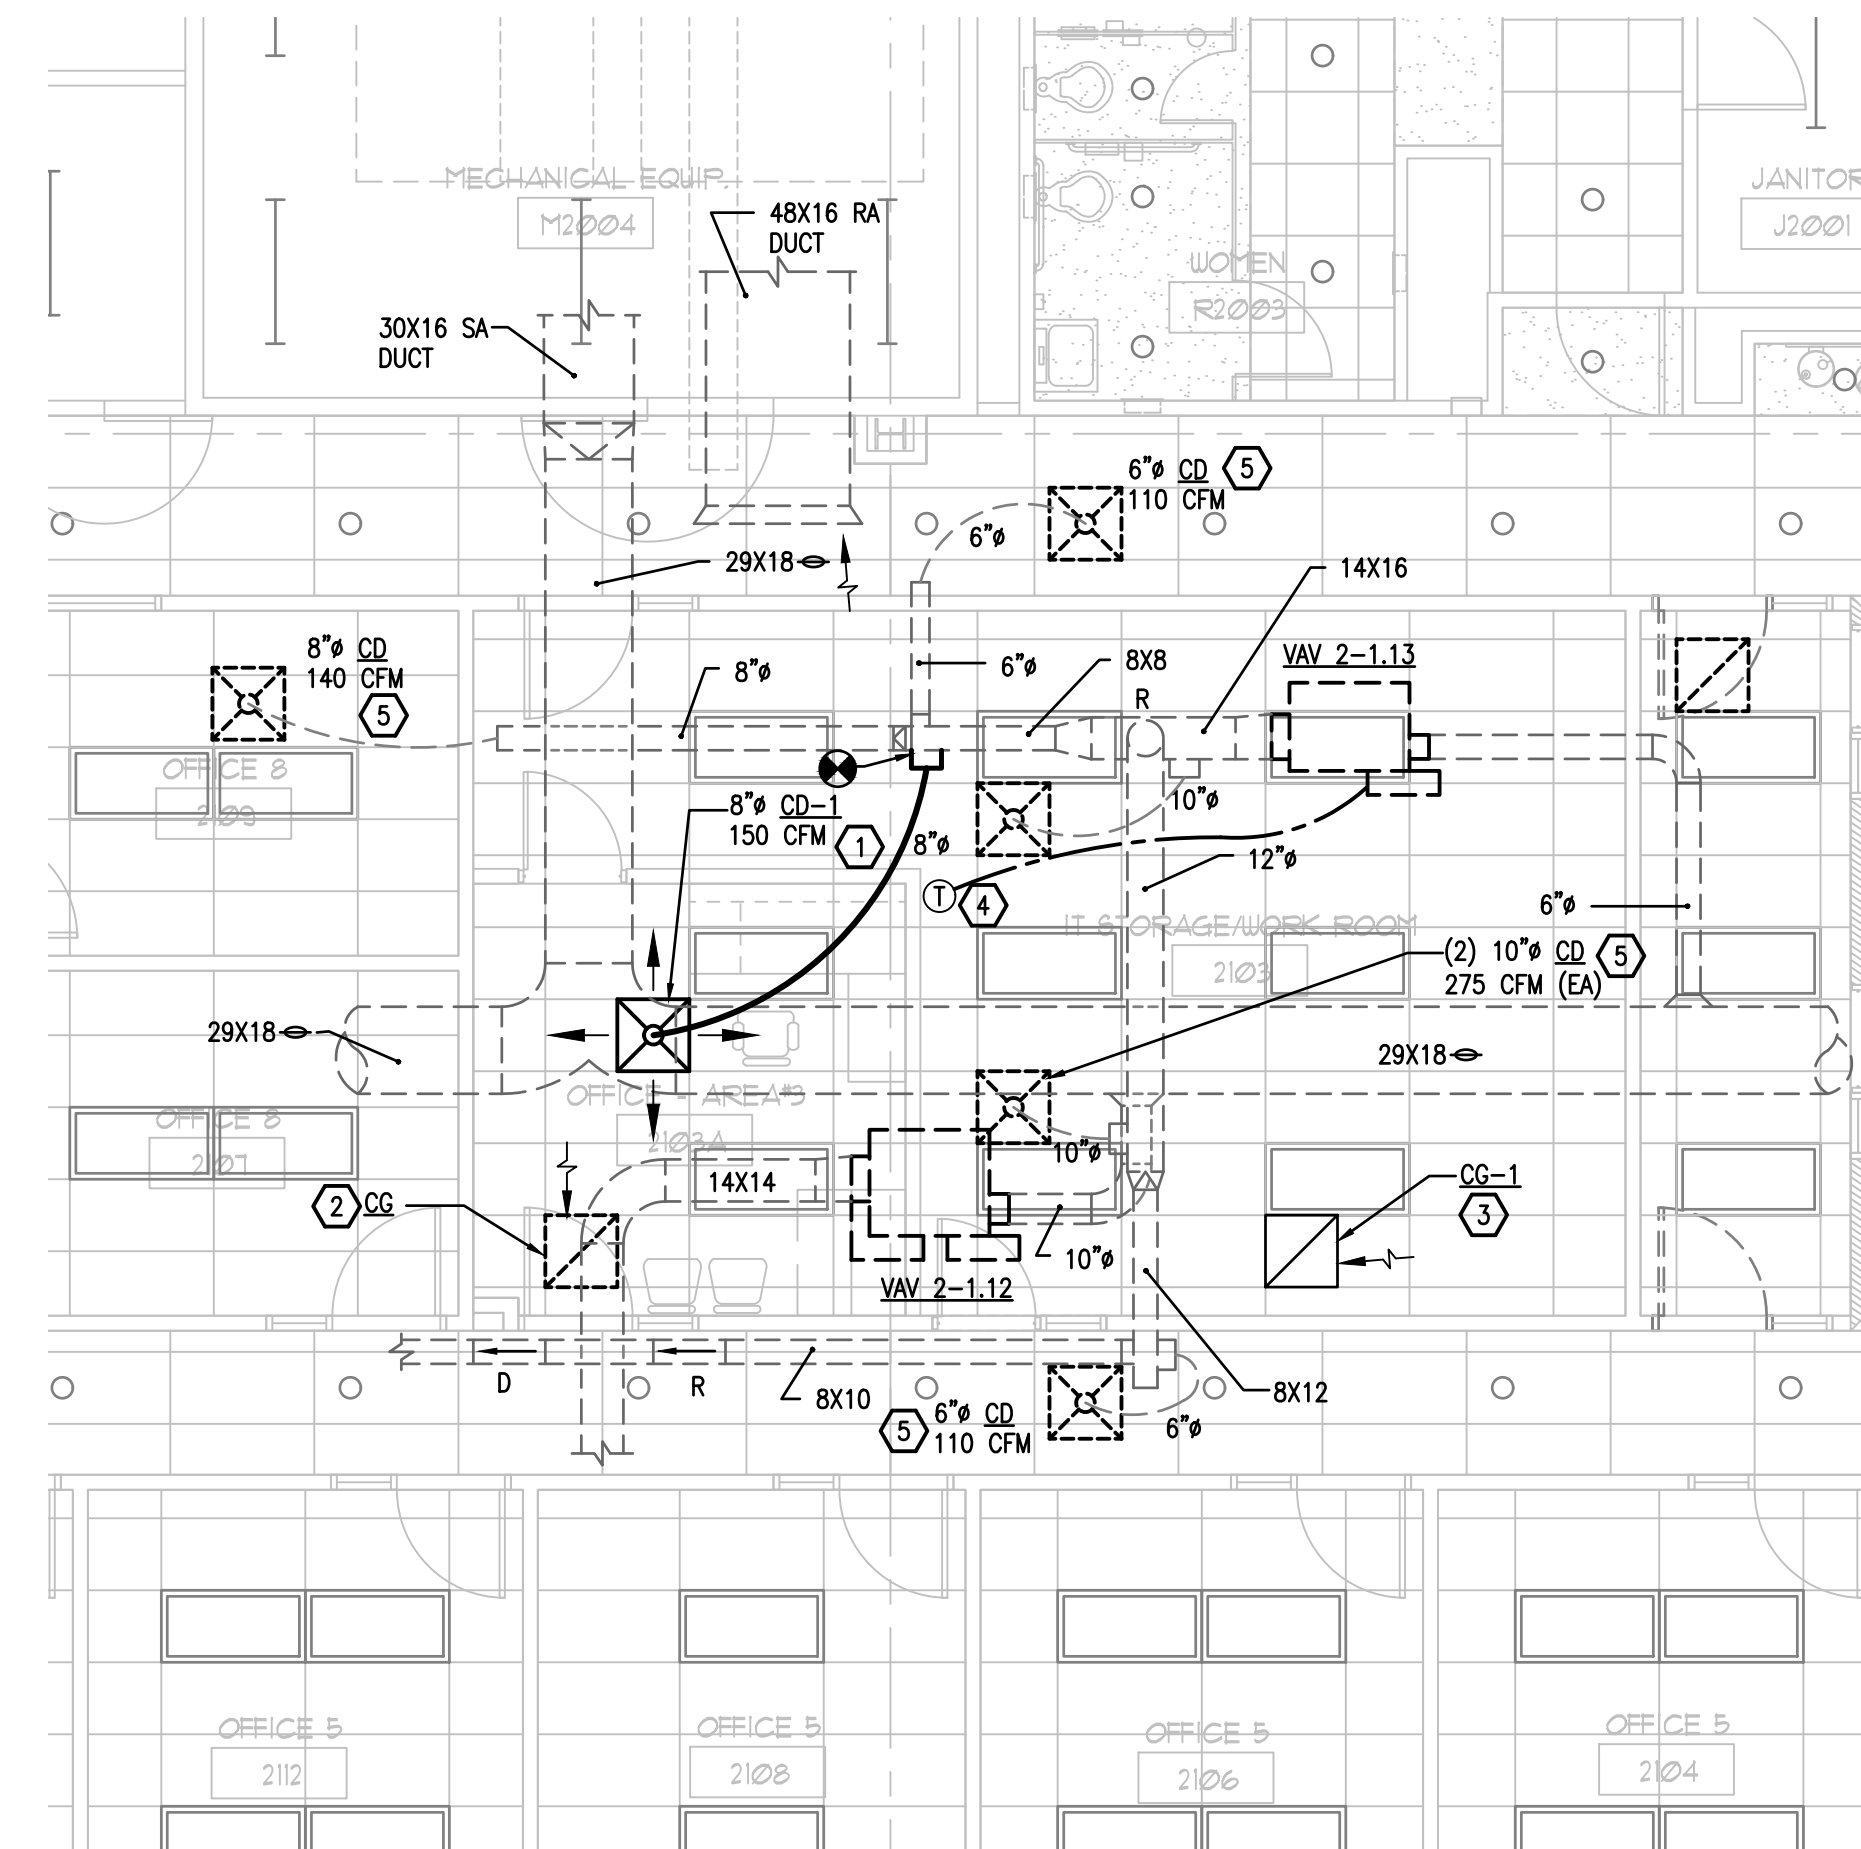 MECHANICAL EQUIP.
M2004
48X16 RA
DUCT
30X16 SA
DUCT
WOMEN
R2003
JANITOR
J2001
6"ø CD
110 CFM
5
6"ø
29X18
14X16
8"ø CD
140 CFM
5
8"ø
6"ø
8X8
R
VAV 2-1.13
OFFICE 8
2109
8"ø CD-1
150 CFM
1
8"ø
10"ø
12"ø
T
4
6"ø
IT STORAGE/WORK ROOM
2103
(2) 10"ø CD
275 CFM (EA)
5
29X18
29X18
OFFICE - AREA#3
2103A
OFFICE 8
2107
10"ø
14X14
2
CG
CG-1
3
10"ø
VAV 2-1.12
D
R
8X10
8X12
5
6"ø CD
110 CFM
6"ø
OFFICE 5
2112
OFFICE 5
2108
OFFICE 5
2106
OFFICE 5
2104